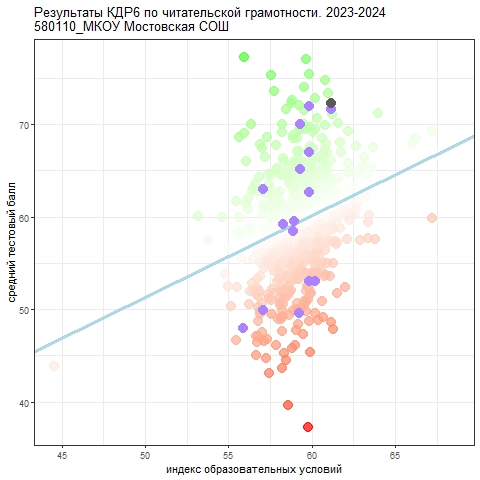 Результаты КДР6 по читательской грамотности. 2023-2024
580110_МКОУ Мостовская СОШ
средний тестовый балл
70
60
50
40
45
50
55
60
65
индекс образовательных условий